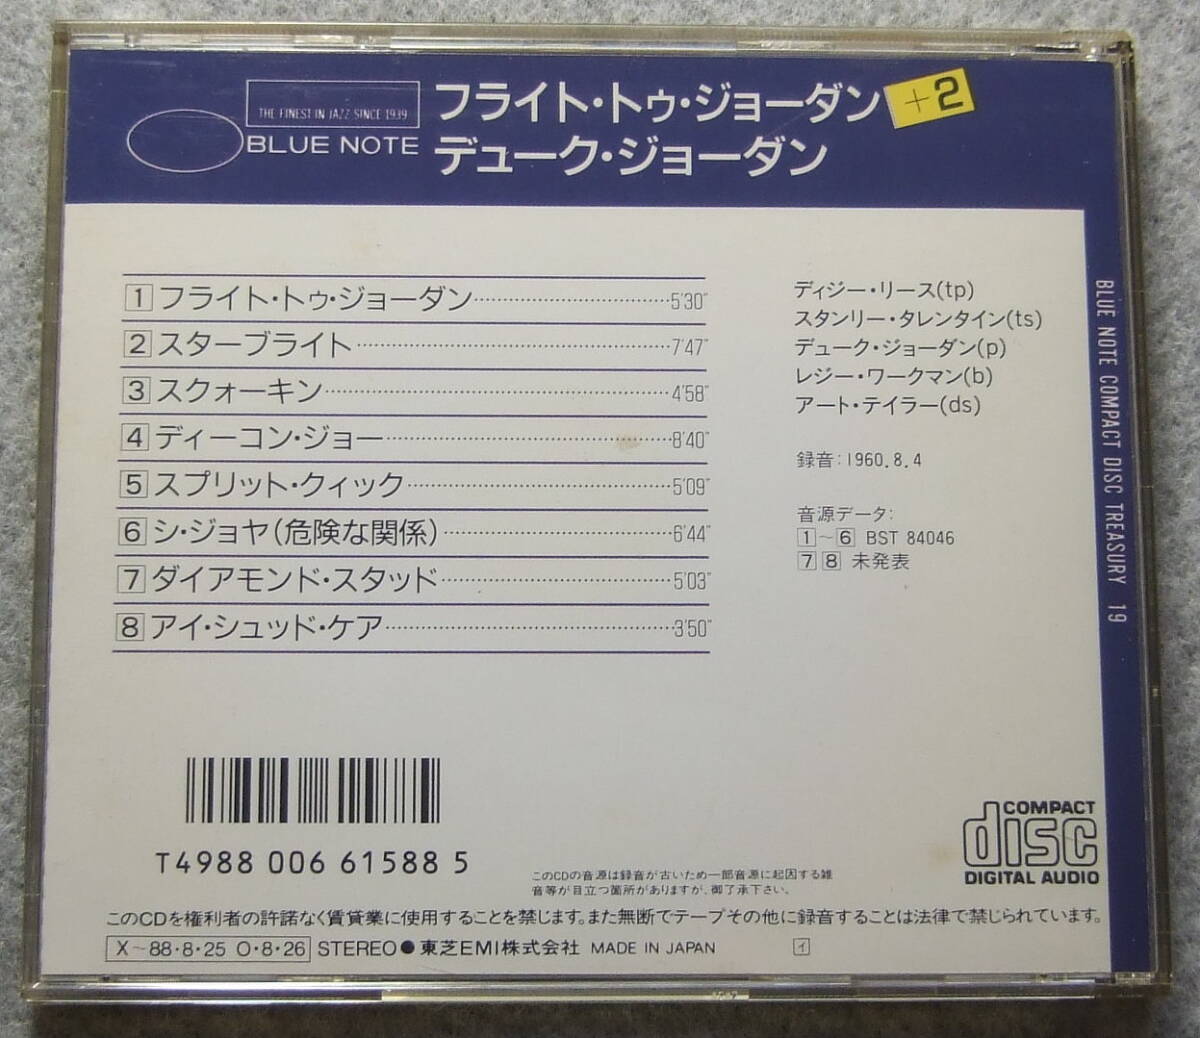 THE FINEST IN JAZZ SINCE 1939
BLUE NOTE
フライト・トゥ・ジョーダン +2
デューク・ジョーダン
1 フライト・トゥ・ジョーダン 5'30"
2 スターブライト 7'47"
3 スクォーキン 4'58"
4 ディーコン・ジョー 8'40"
5 スプリット・クィック 5'09"
6 シ・ジョヤ(危険な関係) 6'44"
7 ダイアモンド・スタッド 5'03"
8 アイ・シュッド・ケア 3'50"
ディジー・リース(tp)
スタンリー・タレンタイン(ts)
デューク・ジョーダン(p)
レジー・ワークマン(b)
アート・テイラー(ds)
録音:1960.8.4
音源データ:
1〜6 BST 84046
7 8 未発表
BLUE NOTE COMPACT DISC TREASURY 19
T4988 006 61588 5
COMPACT
disc
DIGITAL AUDIO
このCDの音源は録音が古いため一部音源に起因する雑
音等が目立つ箇所がありますが、御了承下さい。
このCDを権利者の許諾なく賃貸業に使用することを禁じます。また無断でテープその他に録音することは法律で禁じられています。
X〜88・8・25 O・8・26 STEREO●東芝EMI株式会社 MADE IN JAPAN イ